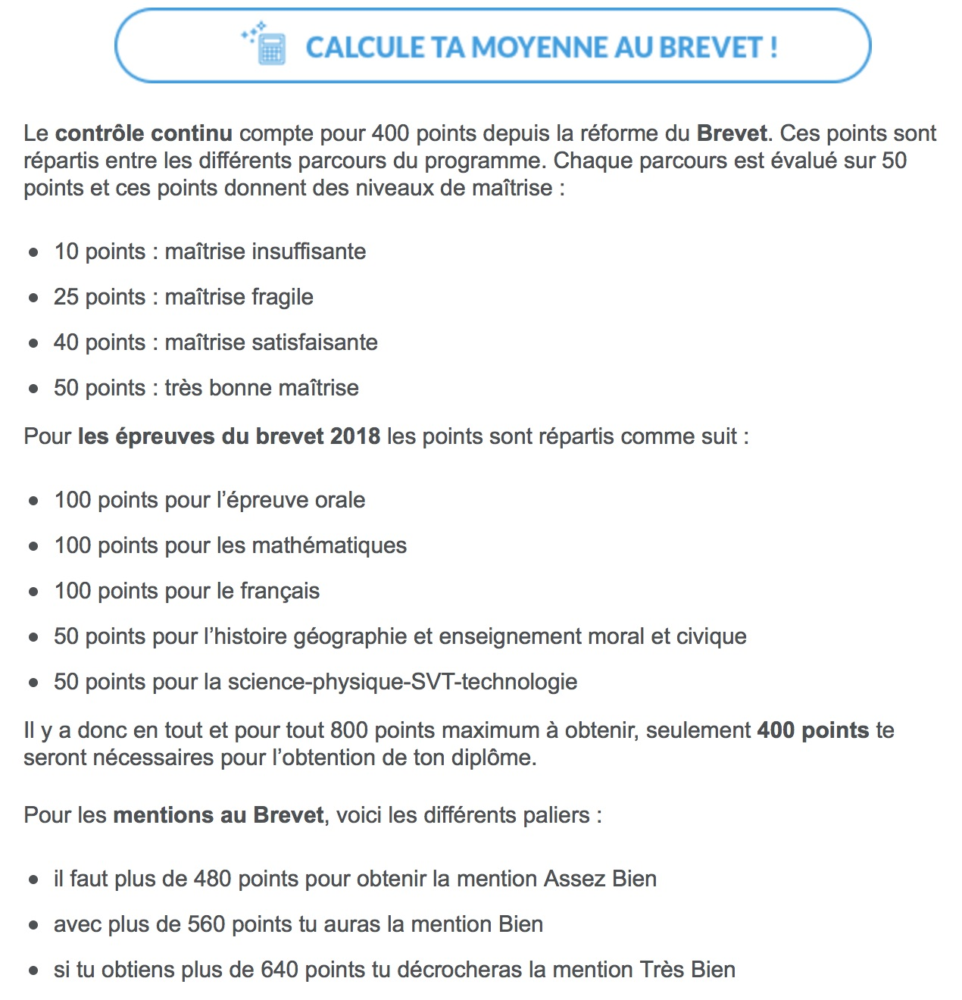 CALCULE TA MOYENNE AU BREVET !
Le contrôle continu compte pour 400 points depuis la réforme du Brevet. Ces points sont
répartis entre les différents parcours du programme. Chaque parcours est évalué sur 50
points et ces points donnent des niveaux de maîtrise :
• 10 points : maîtrise insuffisante
• 25 points : maîtrise fragile
• 40 points : maîtrise satisfaisante
• 50 points : très bonne maîtrise
Pour les épreuves du brevet 2018 les points sont répartis comme suit :
• 100 points pour l’épreuve orale
• 100 points pour les mathématiques
• 100 points pour le français
• 50 points pour l’histoire géographie et enseignement moral et civique
• 50 points pour la science-physique-SVT-technologie
Il y a donc en tout et pour tout 800 points maximum à obtenir, seulement 400 points te
seront nécessaires pour l’obtention de ton diplôme.
Pour les mentions au Brevet, voici les différents paliers :
• il faut plus de 480 points pour obtenir la mention Assez Bien
• avec plus de 560 points tu auras la mention Bien
• si tu obtiens plus de 640 points tu décrocheras la mention Très Bien